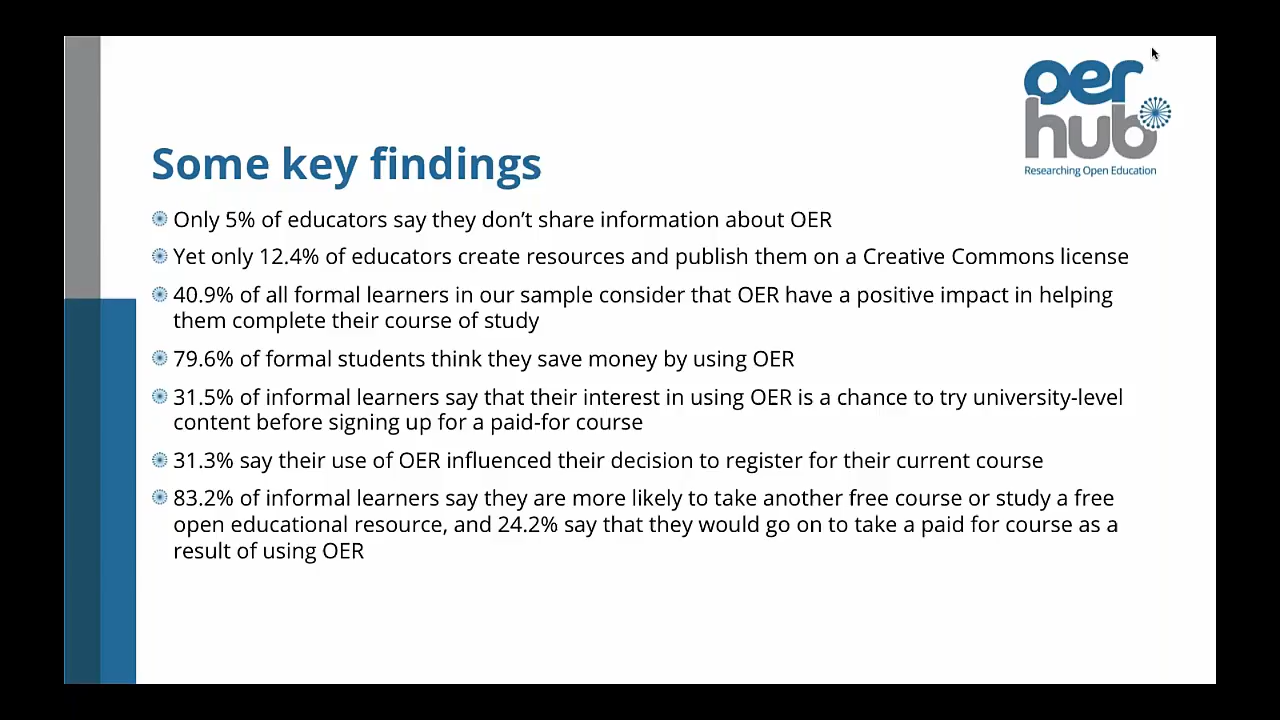 oer
hub
Researching Open Education
Some key findings
Only 5% of educators say they don’t share information about OER
Yet only 12.4% of educators create resources and publish them on a Creative Commons license
40.9% of all formal learners in our sample consider that OER have a positive impact in helping
them complete their course of study
79.6% of formal students think they save money by using OER
31.5% of informal learners say that their interest in using OER is a chance to try university-level
content before signing up for a paid-for course
31.3% say their use of OER influenced their decision to register for their current course
83.2% of informal learners say they are more likely to take another free course or study a free
open educational resource, and 24.2% say that they would go on to take a paid for course as a
result of using OER